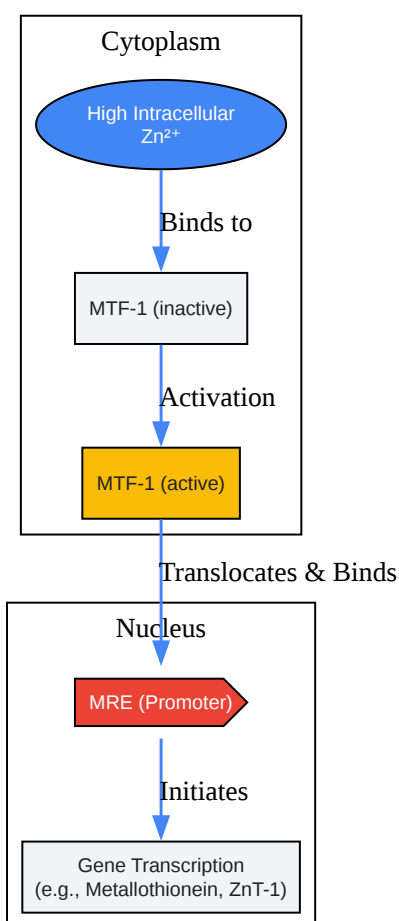 Cytoplasm
High Intracellular
Zn²⁺
Binds to
MTF-1 (inactive)
Activation
MTF-1 (active)
Translocates & Binds
Nucleus
MRE (Promoter)
Initiates
Gene Transcription
(e.g., Metallothionein, ZnT-1)